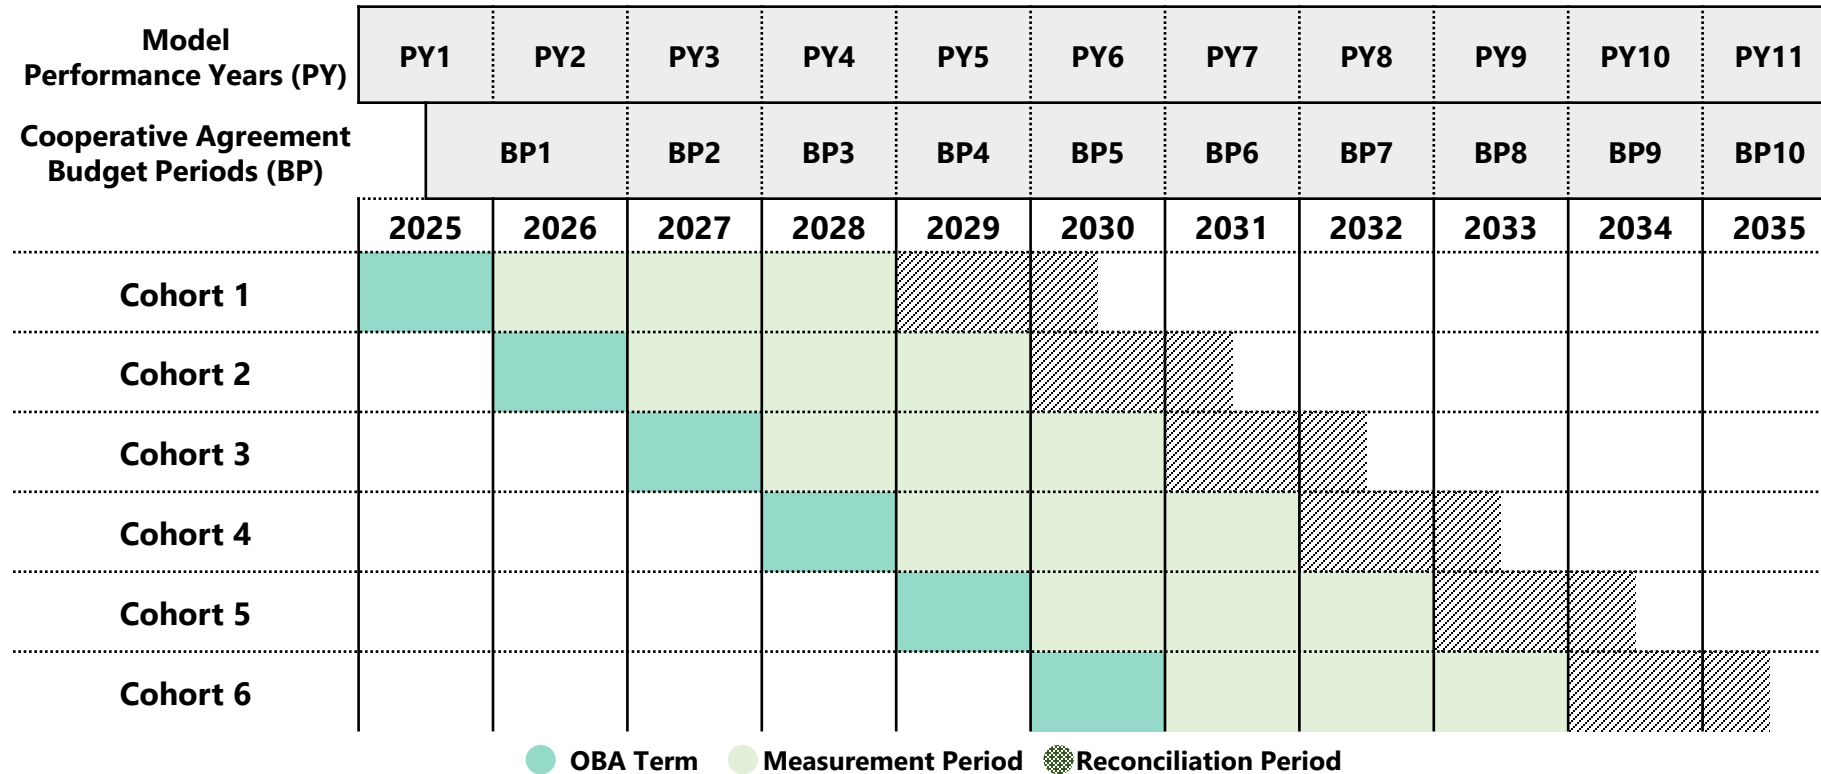 Model
Performance Years (PY)
PY1 PY2 PY3 PY4 PY5 PY6 PY7 PY8 PY9 PY10 PY11
Cooperative Agreement
Budget Periods (BP)
BP1 BP2 BP3 BP4 BP5 BP6 BP7 BP8 BP9 BP10
2025 2026 2027 2028 2029 2030 2031 2032 2033 2034 2035
Cohort 1
Cohort 2
Cohort 3
Cohort 4
Cohort 5
Cohort 6
OBA Term Measurement Period Reconciliation Period